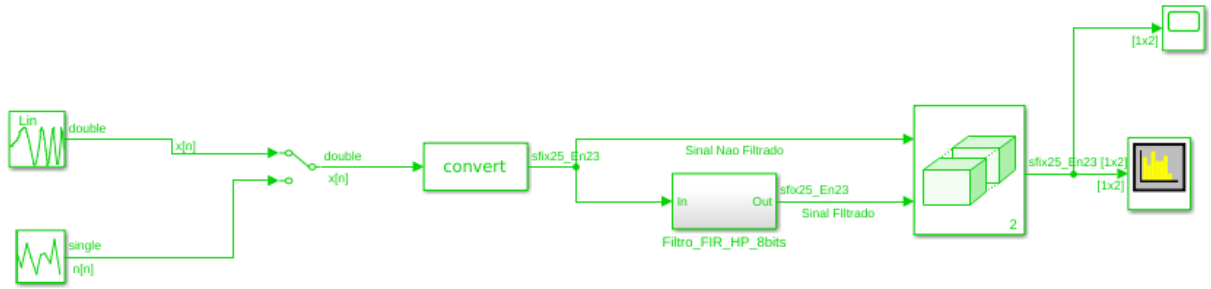 Lin
double
x[n]
single
n[n]
double
x[n]
convert
sfix25_En23
Sinal Nao Filtrado
In
Out
Filtro_FIR_HP_8bits
sfix25_En23
Sinal FIltrado
2
sfix25_En23 [1x2]
[1x2]
[1x2]